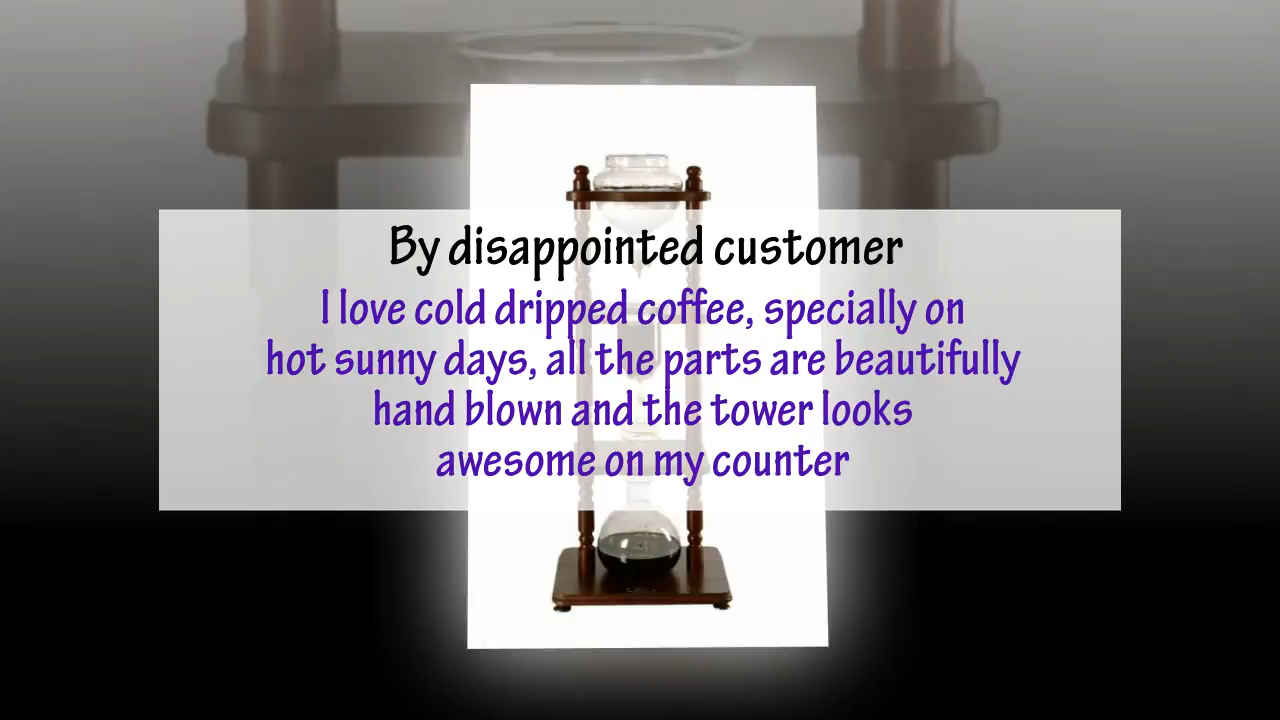 By disappointed customer
I love cold dripped coffee, specially on
hot sunny days, all the parts are beautifully
hand blown and the tower looks
awesome on my counter